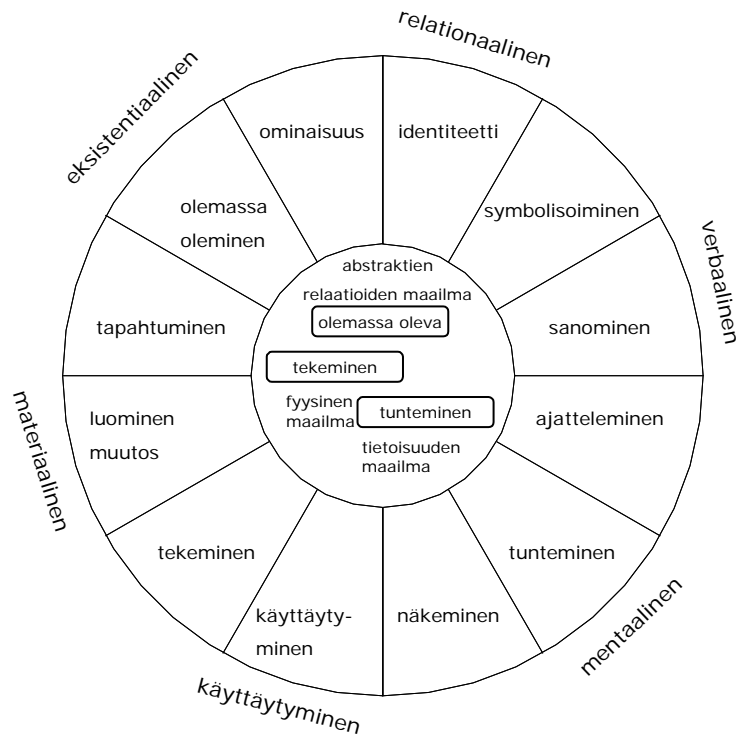 relationaalinen
eksistentiaalinen
ominaisuus
identiteetti
olemassa
oleminen
symbolisoiminen
verbaalinen
abstraktien
relaatioiden maailma
olemassa oleva
tapahtuminen
sanominen
tekeminen
fyysinen
maailma
tunteminen
tietoisuuden
maailma
materiaalinen
luominen
muutos
ajatteleminen
tekeminen
tunteminen
käyttäyty-
minen
näkeminen
mentaalinen
käyttäytyminen